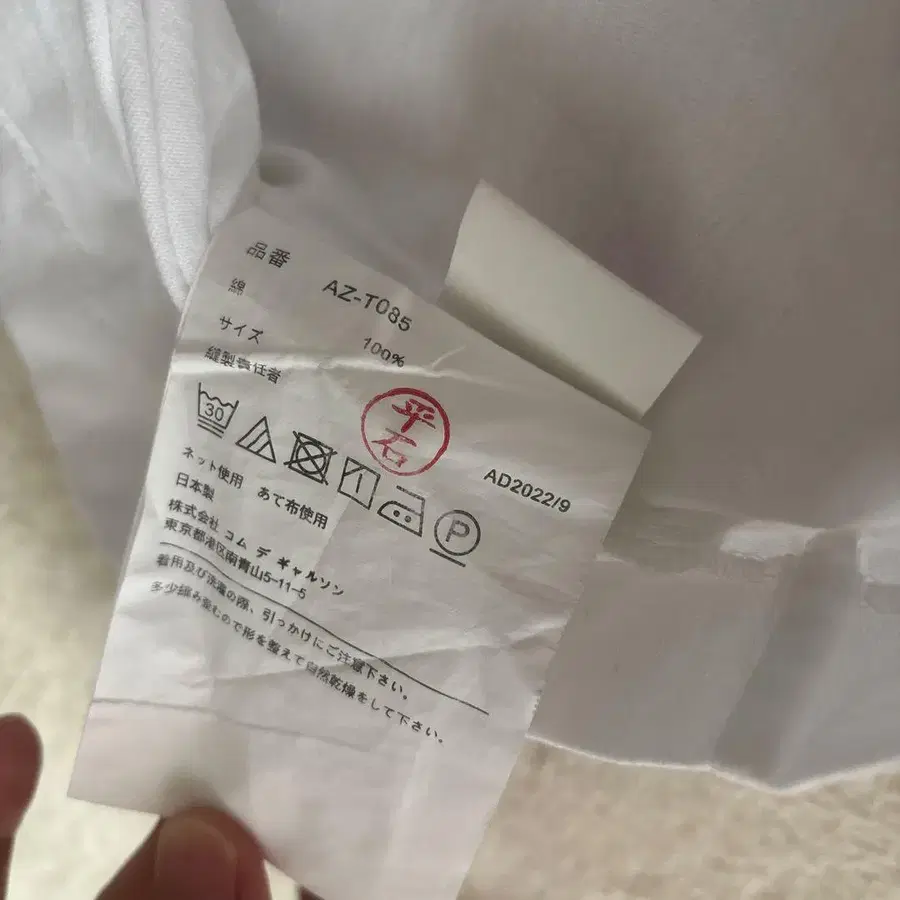 品番 AZ-T085
綿 100%
サイズ
縫製責任者 平石
30
P
AD2022/9
ネット使用 あて布使用
日本製
株式会社 コム デ ギャルソン
東京都港区南青山5-11-5
着用及び洗濯の際、引っかけにご注意下さい。
多少縮み歪むので形を整えて自然乾燥をして下さい。